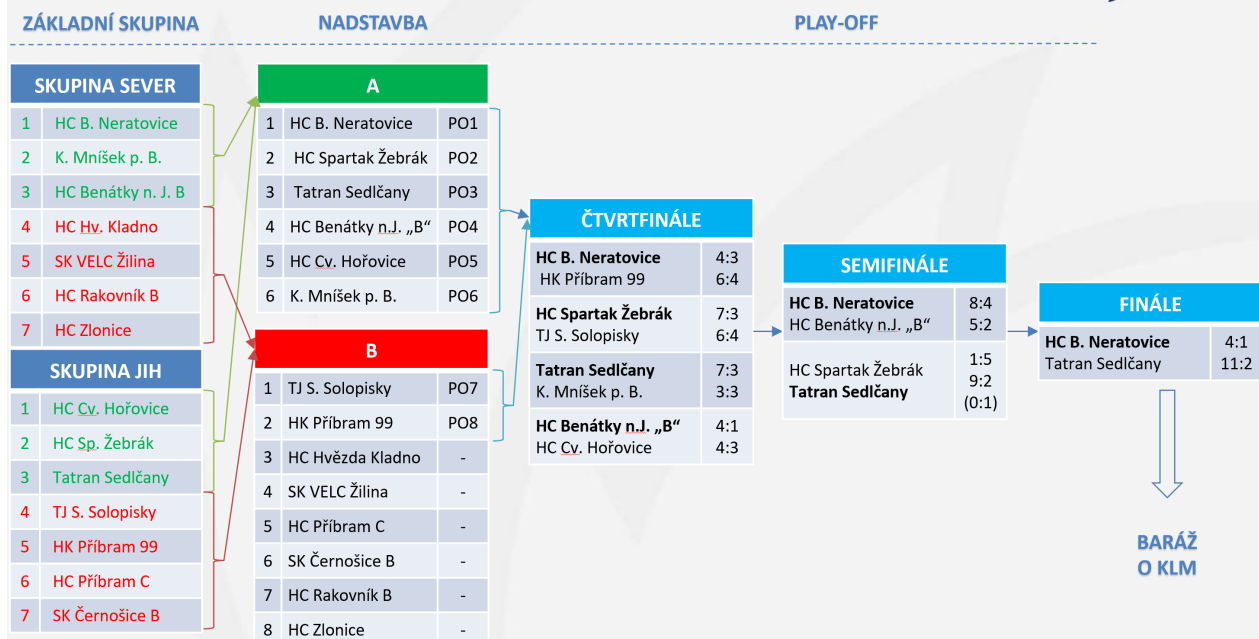 ZÁKLADNÍ SKUPINA
NADSTAVBA
PLAY-OFF
SKUPINA SEVER
1 HC B. Neratovice
2 K. Mníšek p. B.
3 HC Benátky n. J. B
4 HC Hv. Kladno
5 SK VELC Žilina
6 HC Rakovník B
7 HC Zlonice
SKUPINA JIH
1 HC Cv. Hořovice
2 HC Sp. Žebrák
3 Tatran Sedlčany
4 TJ S. Solopisky
5 HK Příbram 99
6 HC Příbram C
7 SK Černošice B
A
1 HC B. Neratovice PO1
2 HC Spartak Žebrák PO2
3 Tatran Sedlčany PO3
4 HC Benátky n.J. „B“ PO4
5 HC Cv. Hořovice PO5
6 K. Mníšek p. B. PO6
B
1 TJ S. Solopisky PO7
2 HK Příbram 99 PO8
3 HC Hvězda Kladno -
4 SK VELC Žilina -
5 HC Příbram C -
6 SK Černošice B -
7 HC Rakovník B -
8 HC Zlonice -
ČTVRTFINÁLE
HC B. Neratovice 4:3
HK Příbram 99 6:4
HC Spartak Žebrák 7:3
TJ S. Solopisky 6:4
Tatran Sedlčany 7:3
K. Mníšek p. B. 3:3
HC Benátky n.J. „B“ 4:1
HC Cv. Hořovice 4:3
SEMIFINÁLE
HC B. Neratovice 8:4
HC Benátky n.J. „B“ 5:2
1:5
HC Spartak Žebrák 9:2
Tatran Sedlčany (0:1)
FINÁLE
HC B. Neratovice 4:1
Tatran Sedlčany 11:2
BARÁŽ
O KLM